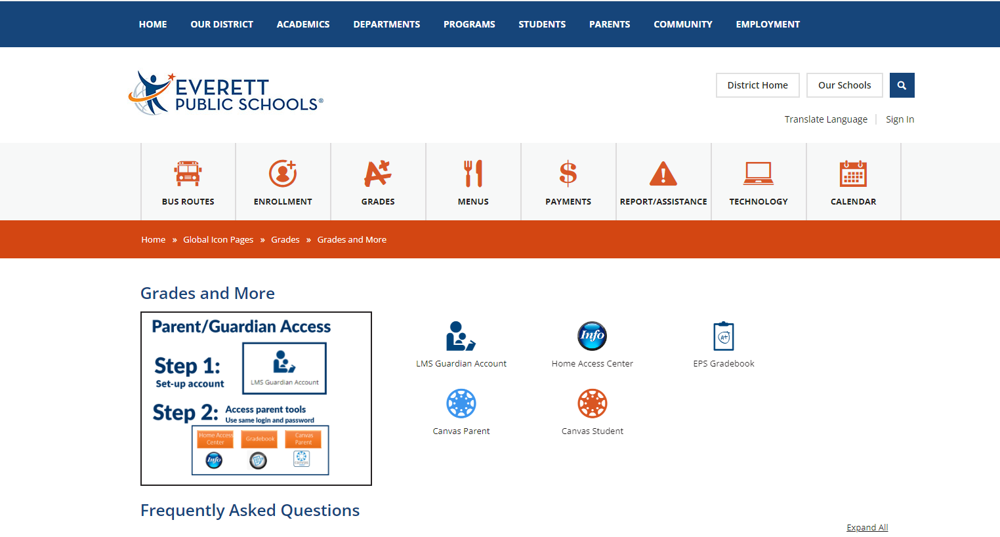 HOME OUR DISTRICT ACADEMICS DEPARTMENTS PROGRAMS STUDENTS PARENTS COMMUNITY EMPLOYMENT
EVERETT
PUBLIC SCHOOLS®
District Home Our Schools
Translate Language Sign In
BUS ROUTES ENROLLMENT GRADES MENUS PAYMENTS REPORT/ASSISTANCE TECHNOLOGY CALENDAR
Home » Global Icon Pages » Grades » Grades and More
Grades and More
Parent/Guardian Access
Step 1:
Set-up account
LMS Guardian Account
Step 2: Access parent tools
Use same login and password
Home Access Center
Gradebook
Canvas Parent
Info
canvas
Info
A+
LMS Guardian Account Home Access Center EPS Gradebook
Canvas Parent Canvas Student
Frequently Asked Questions
Expand All